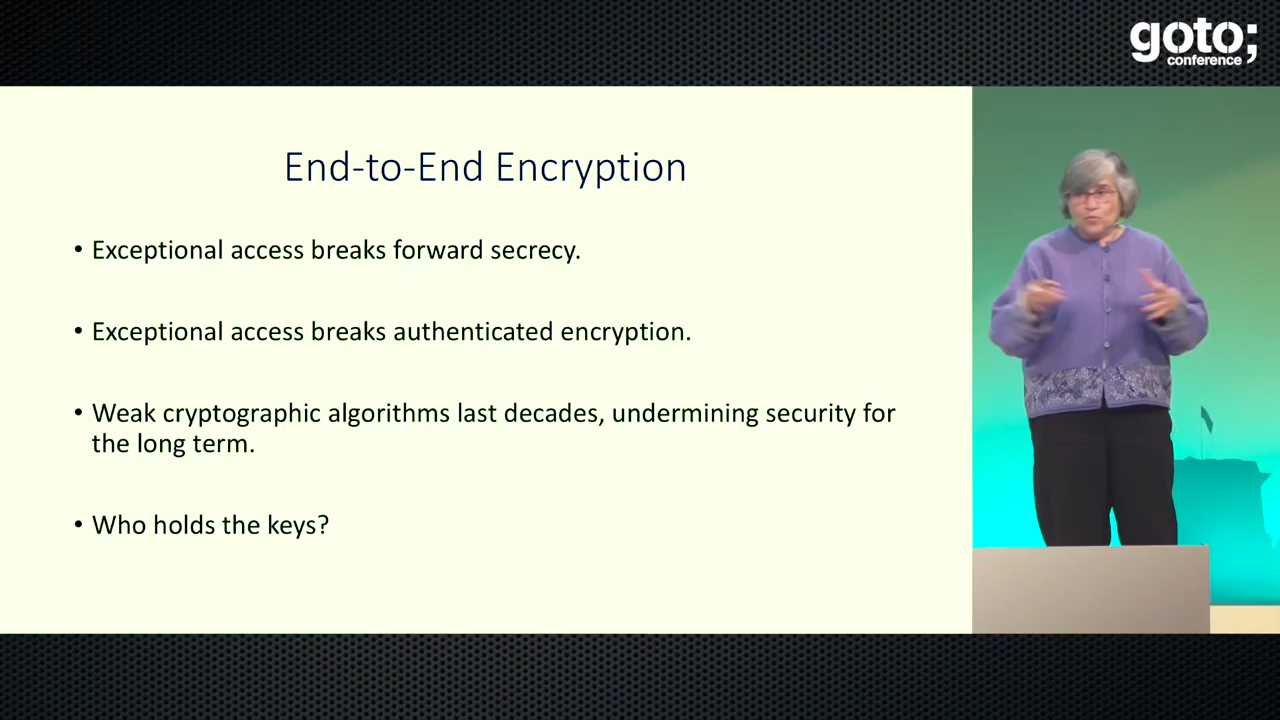 goto;
conference
End-to-End Encryption
• Exceptional access breaks forward secrecy.
• Exceptional access breaks authenticated encryption.
• Weak cryptographic algorithms last decades, undermining security for
the long term.
• Who holds the keys?